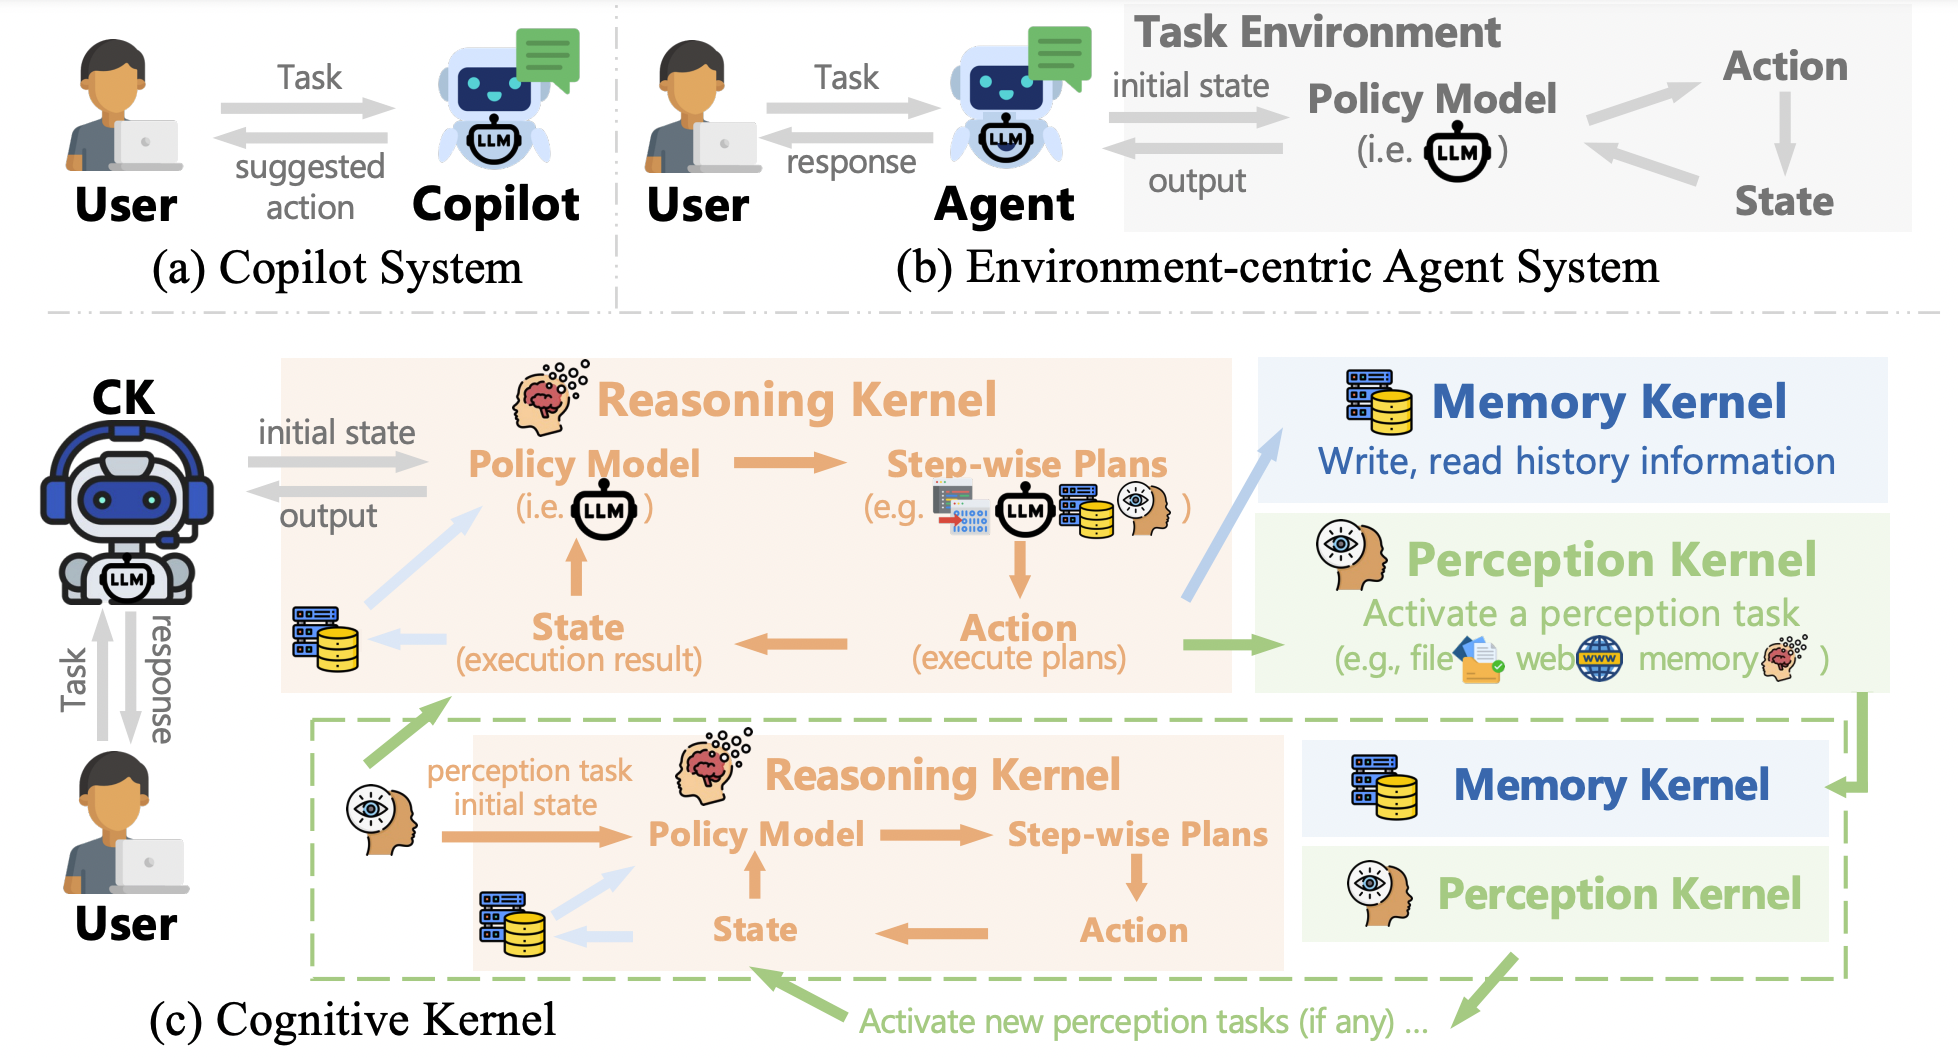 Task
suggested
action
LLM
User
Copilot
(a) Copilot System
Task
response
LLM
User
Agent
Task Environment
initial state
output
Policy Model
(i.e. LLM )
Action
State
(b) Environment-centric Agent System
CK
LLM
initial state
output
Task
response
User
Reasoning Kernel
Policy Model
(i.e. LLM )
Step-wise Plans
(e.g. LLM )
State
(execution result)
Action
(execute plans)
Memory Kernel
Write, read history information
Perception Kernel
Activate a perception task
(e.g., file web WWW memory )
perception task
initial state
Reasoning Kernel
Policy Model
Step-wise Plans
State
Action
Memory Kernel
Perception Kernel
Activate new perception tasks (if any) ...
(c) Cognitive Kernel